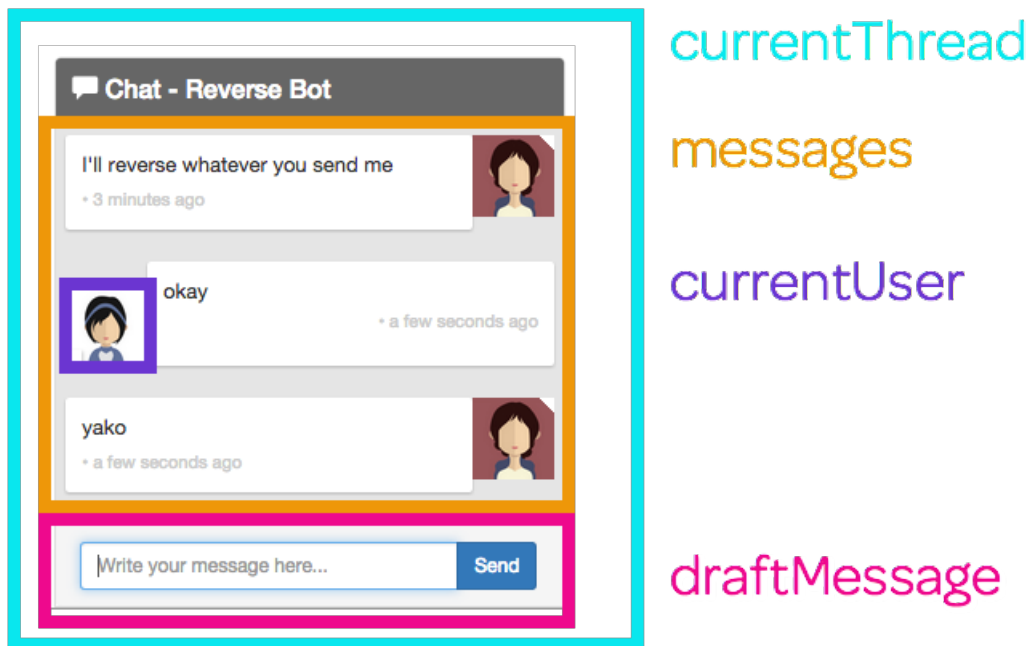 currentThread
Chat - Reverse Bot
messages
I'll reverse whatever you send me
• 3 minutes ago
currentUser
okay
• a few seconds ago
yako
• a few seconds ago
draftMessage
Write your message here...
Send